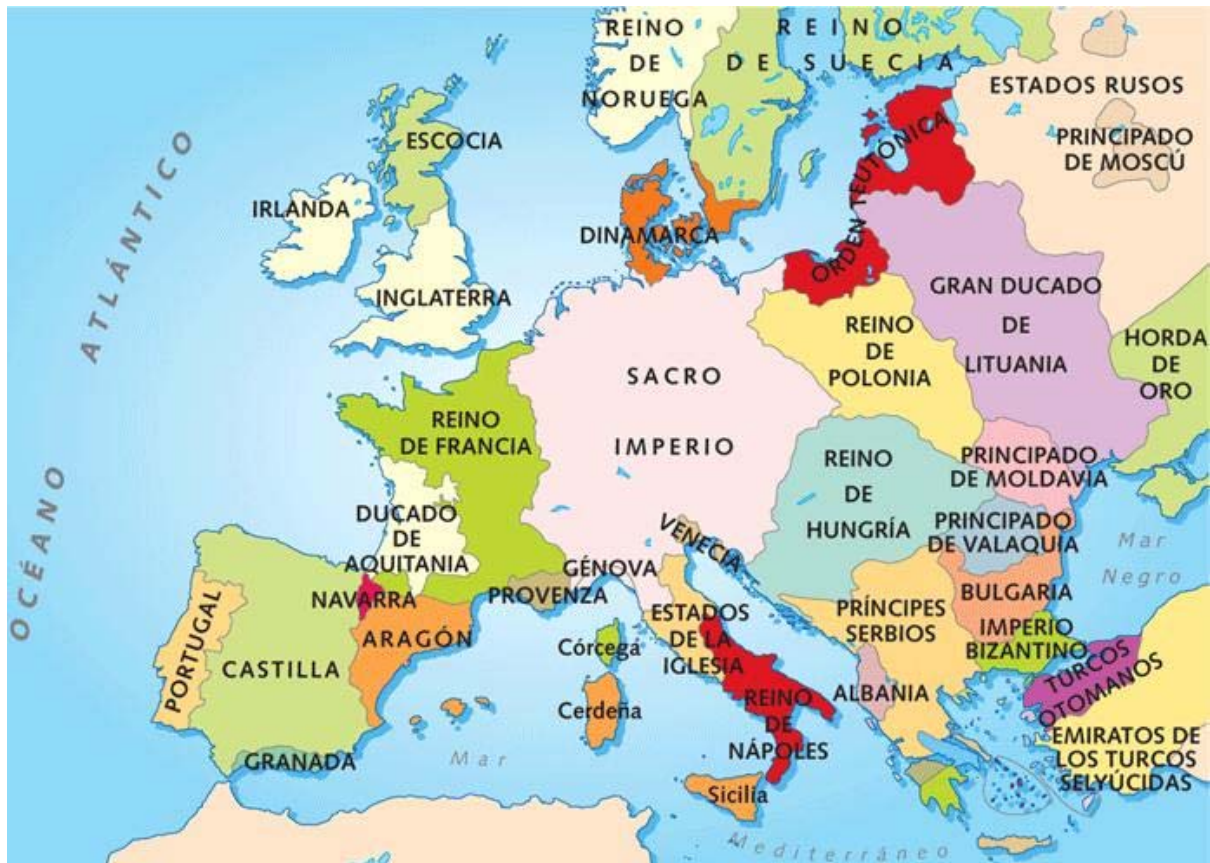 REINO
DE
NORUEGA
REINO
DE SUECIA
ESTADOS RUSOS
PRINCIPADO
DE MOSCÚ
ESCOCIA
IRLANDA
INGLATERRA
DINAMARCA
ORDEN TEUTÓNICA
OCÉANO ATLÁNTICO
GRAN DUCADO
DE
LITUANIA
REINO
DE
POLONIA
HORDA
DE
ORO
SACRO
IMPERIO
REINO
DE FRANCIA
REINO
DE
HUNGRÍA
PRINCIPADO
DE MOLDAVIA
DUCADO
DE
AQUITANIA
PRINCIPADO
DE VALAQUIA
Mar
Negro
VENECIA
GÉNOVA
PROVENZA
NAVARRA
ARAGÓN
PORTUGAL
CASTILLA
GRANADA
ESTADOS
DE LA
IGLESIA
Córcega
Cerdeña
REINO
DE
NÁPOLES
Sicilia
PRÍNCIPES
SERBIOS
BULGARIA
IMPERIO
BIZANTINO
ALBANIA
TURCOS
OTOMANOS
EMIRATOS DE
LOS TURCOS
SELYÚCIDAS
Mar
Mediterráneo